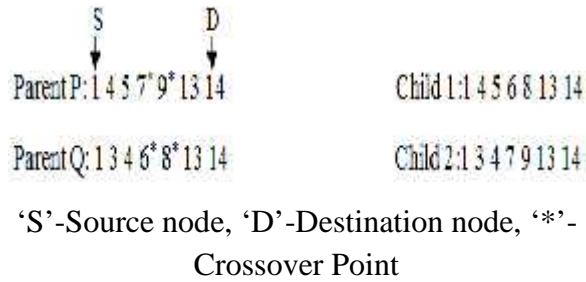 S D
Parent P: 1 4 5 7* 9* 13 14 Child 1:1 4 5 6 8 13 14
Parent Q: 1 3 4 6* 8* 13 14 Child 2:1 3 4 7 9 13 14
‘S’-Source node, ‘D’-Destination node, ‘*’-
Crossover Point